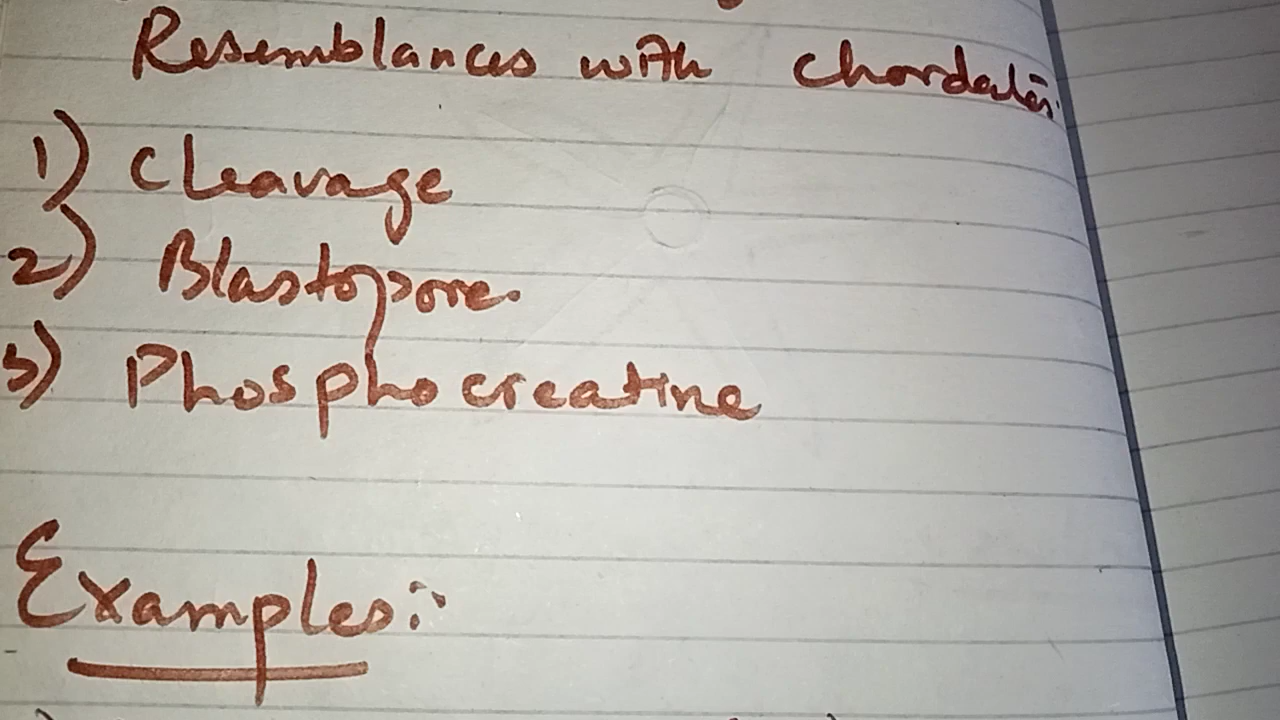 Resemblances with chordates:
1) Cleavage
2) Blastopore.
3) Phosphocreatine
Examples: